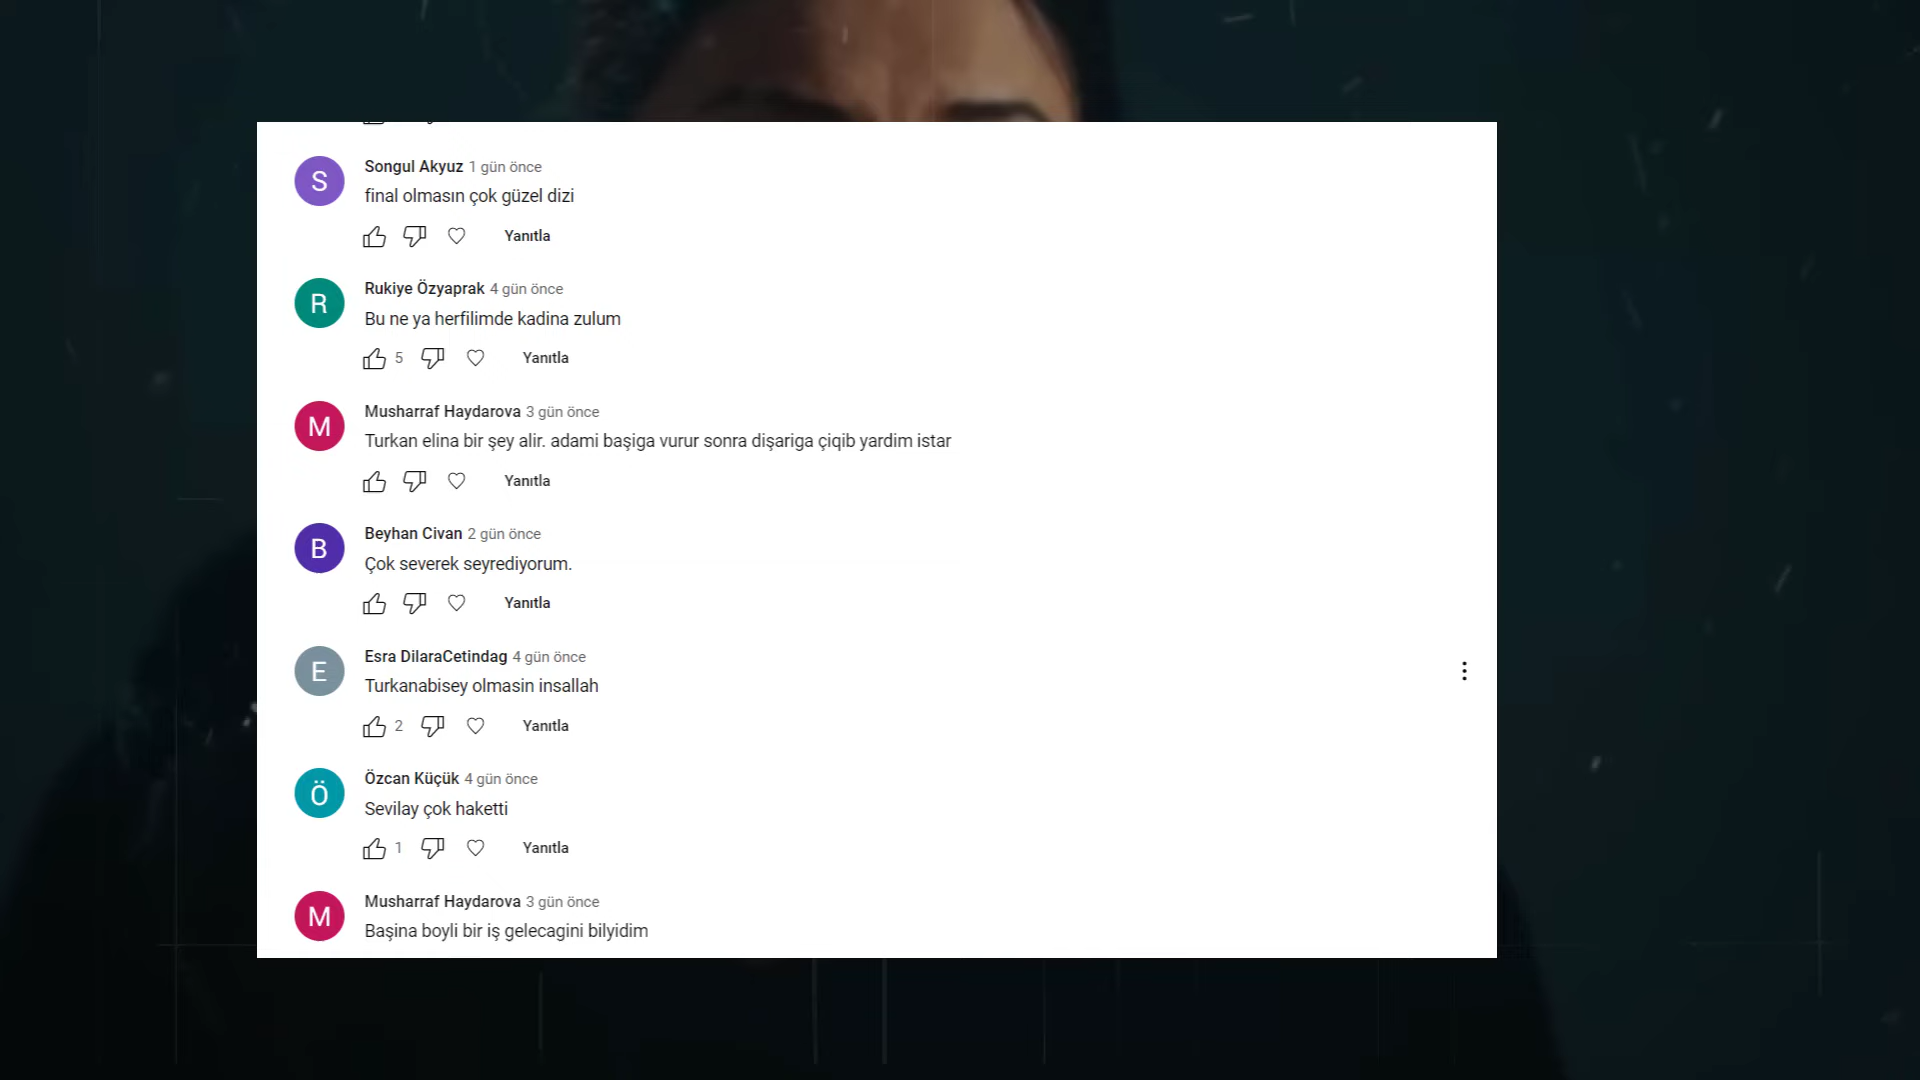 S
Songul Akyuz 1 gün önce
final olmasın çok güzel dizi
Yanıtla
R
Rukiye Özyaprak 4 gün önce
Bu ne ya herfilimde kadina zulum
5 Yanıtla
M
Musharraf Haydarova 3 gün önce
Turkan elina bir şey alir. adami başiga vurur sonra dişariga çiqib yardim istar
Yanıtla
B
Beyhan Civan 2 gün önce
Çok severek seyrediyorum.
Yanıtla
E
Esra DilaraCetindag 4 gün önce
Turkanabisey olmasin insallah
2 Yanıtla
Ö
Özcan Küçük 4 gün önce
Sevilay çok haketti
1 Yanıtla
M
Musharraf Haydarova 3 gün önce
Başina boyli bir iş gelecagini bilyidim